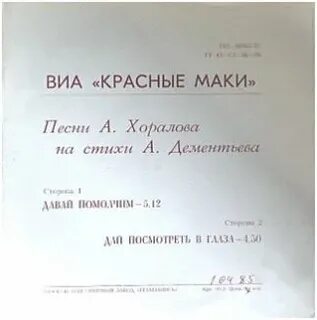 ВИА «КРАСНЫЕ МАКИ»
Песни А. Хоралова
на стихи А. Дементьева
Сторона 1
ДАВАЙ ПОМОЛЧИМ—5.12
Сторона 2
ДАЙ ПОСМОТРЕТЬ В ГЛАЗА—4.50